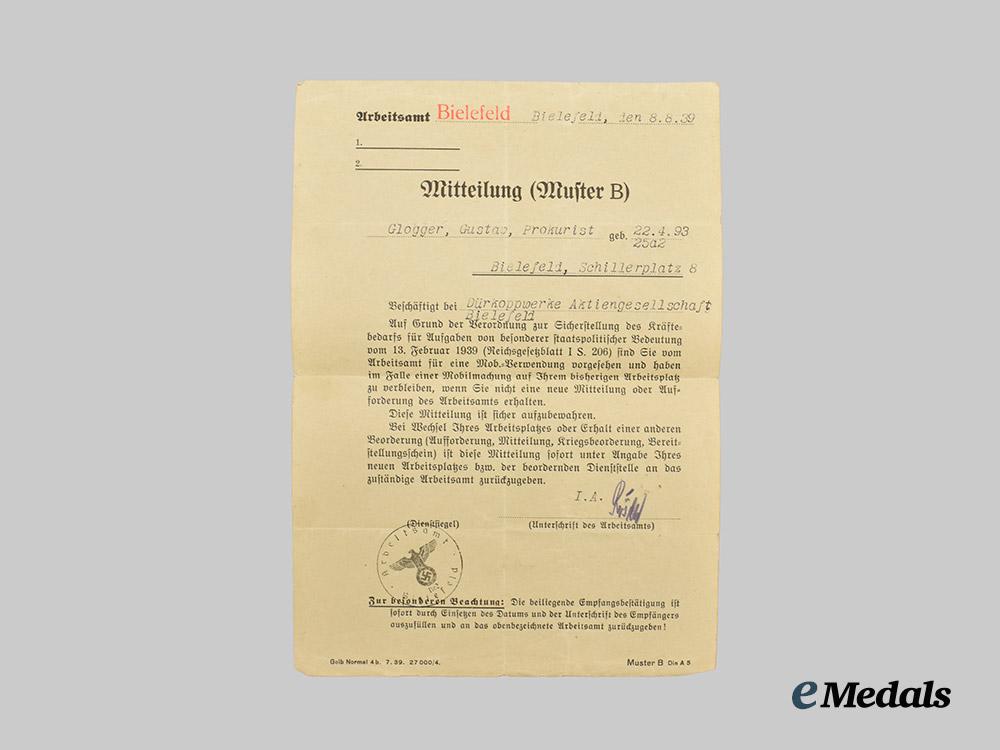 Arbeitsamt Bielefeld Bielefeld, den 8.8.39
1.
2.
Mitteilung (Muster B)
Glogger, Gustav, Prokurist geb. 22.4.93
25a2
Bielefeld, Schillerplatz 8
Beschäftigt bei Dürkoppwerke Aktiengesellschaft
Bielefeld
Auf Grund der Verordnung zur Sicherstellung des Kräfte-
bedarfs für Aufgaben von besonderer staatspolitischer Bedeutung
vom 13. Februar 1939 (Reichsgesetzblatt I S. 206) sind Sie vom
Arbeitsamt für eine Mob.-Verwendung vorgesehen und haben
im Falle einer Mobilmachung auf Ihrem bisherigen Arbeitsplatz
zu verbleiben, wenn Sie nicht eine neue Mitteilung oder Auf-
forderung des Arbeitsamts erhalten.
Diese Mitteilung ist sicher aufzubewahren.
Bei Wechsel Ihres Arbeitsplatzes oder Erhalt einer anderen
Beorderung (Aufforderung, Mitteilung, Kriegsbeorderung, Bereit-
stellungsschein) ist diese Mitteilung sofort unter Angabe Ihres
neuen Arbeitsplatzes bzw. der beordernden Dienststelle an das
zuständige Arbeitsamt zurückzugeben.
I.A.
(Dienstsiegel) (Unterschrift des Arbeitsamts)
Arbeitsamt
Zur besonderen Beachtung: Die beiliegende Empfangsbestätigung ist
sofort durch Einsetzen des Datums und der Unterschrift des Empfängers
auszufüllen und an das obenbezeichnete Arbeitsamt zurückzugeben!
Gelb Normal 4b. 7. 39. 27000/4. Muster B Din A 5
eMedals